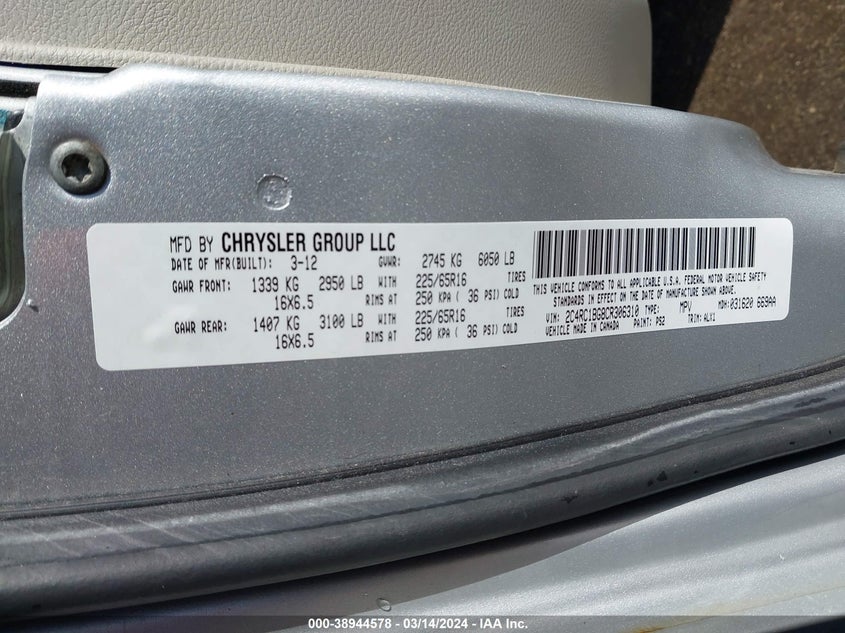 MFD BY CHRYSLER GROUP LLC
DATE OF MFR(BUILT): 3-12 GVWR: 2745 KG 6050 LB
GAWR FRONT: 1339 KG 2950 LB WITH 225/65R16 TIRES
16X6.5 RIMS AT 250 KPA ( 36 PSI) COLD
GAWR REAR: 1407 KG 3100 LB WITH 225/65R16 TIRES
16X6.5 RIMS AT 250 KPA ( 36 PSI) COLD
THIS VEHICLE CONFORMS TO ALL APPLICABLE U.S.A. FEDERAL MOTOR VEHICLE SAFETY
STANDARDS IN EFFECT ON THE DATE OF MANUFACTURE SHOWN ABOVE.
VIN: 2C4RC1BG8CR306310 TYPE: MPV MDH: 031620 669AA
VEHICLE MADE IN CANADA PAINT: PS2 TRIM: ALX1
000-38944578 — 03/14/2024 — IAA Inc.